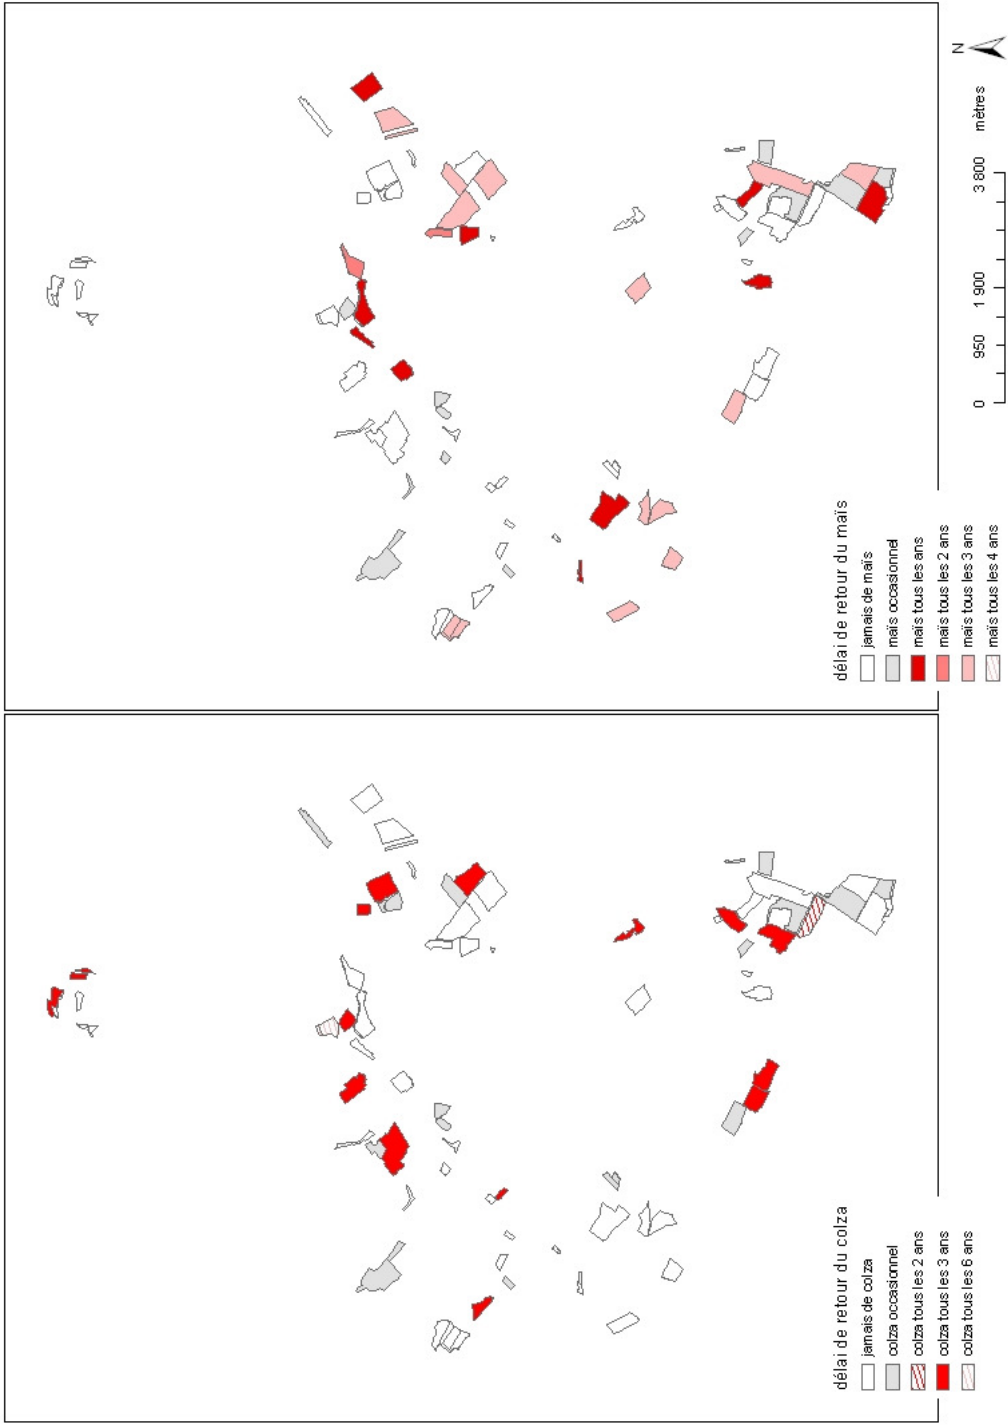 délai de retour du colza
jamais de colza
colza occasionnel
colza tous les 2 ans
colza tous les 3 ans
colza tous les 6 ans
délai de retour du maïs
jamais de maïs
maïs occasionnel
maïs tous les ans
maïs tous les 2 ans
maïs tous les 3 ans
maïs tous les 4 ans
0 950 1 900 3 800 mètres
N